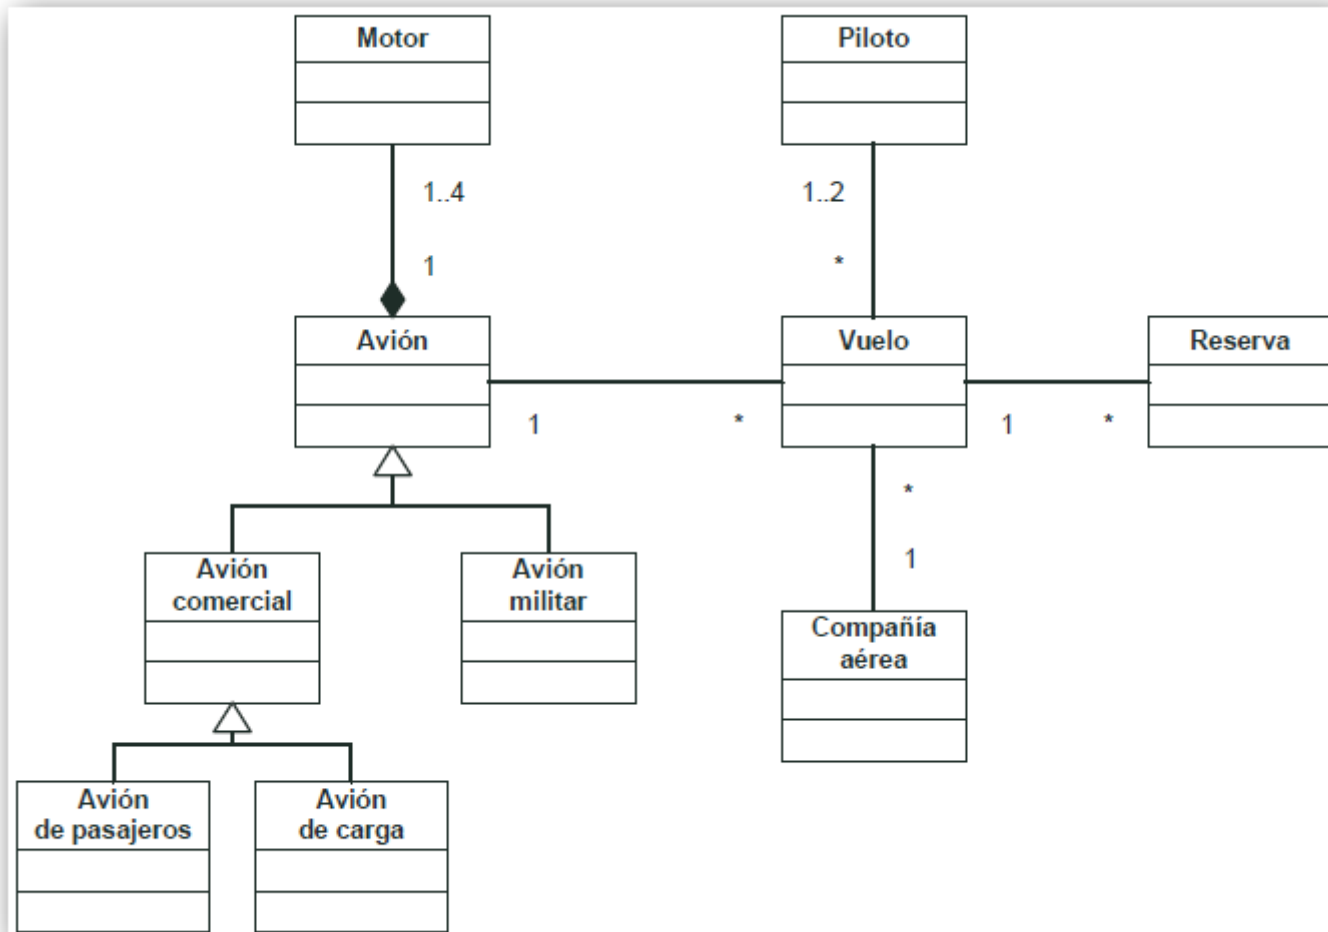 Motor
Piloto
1..4
1..2
1
*
Avión
Vuelo
Reserva
1
*
1
*
*
1
Avión
comercial
Avión
militar
Compañía
aérea
Avión
de pasajeros
Avión
de carga